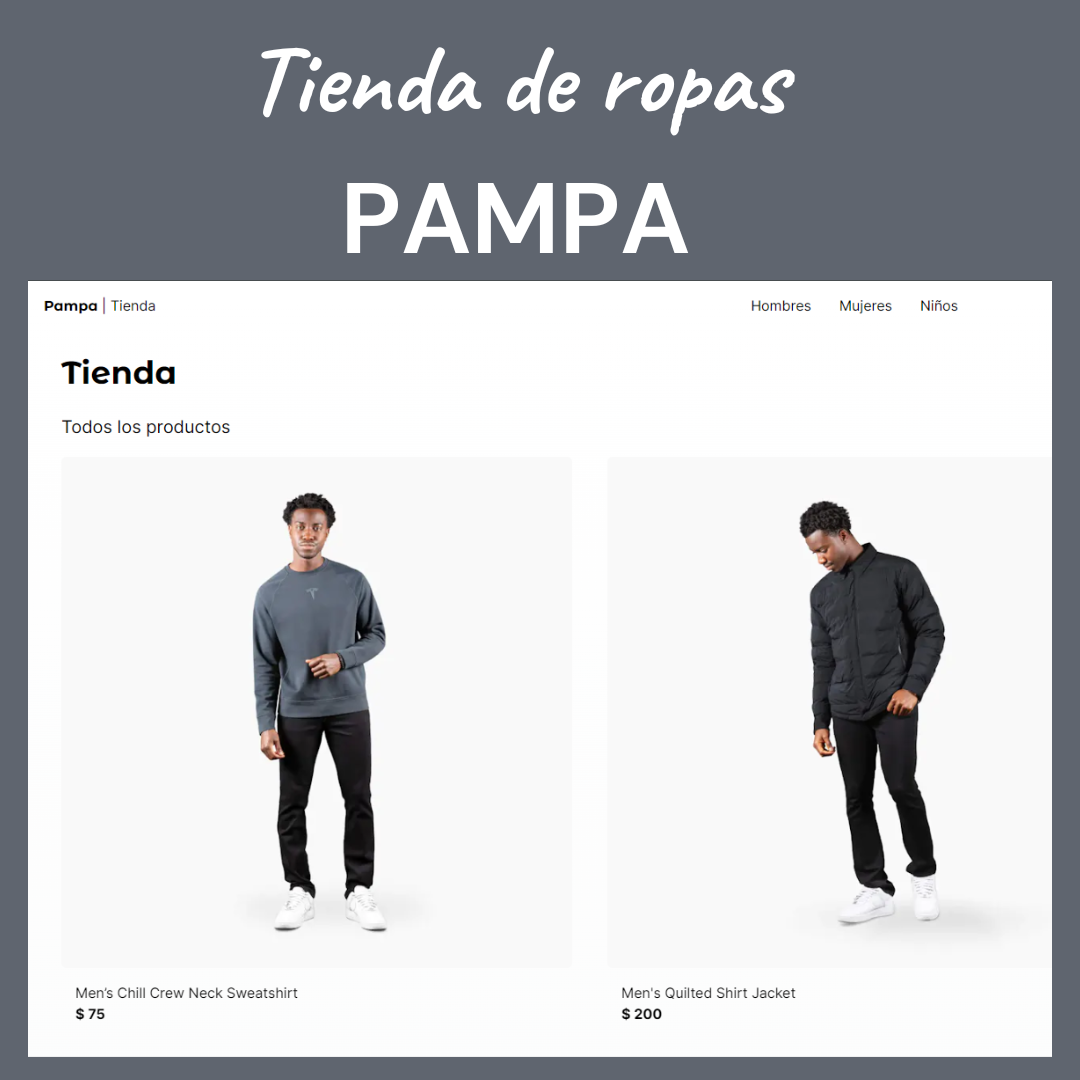 Tienda de ropas
PAMPA
Pampa | Tienda
Hombres Mujeres Niños
Tienda
Todos los productos
Men’s Chill Crew Neck Sweatshirt
$ 75
Men's Quilted Shirt Jacket
$ 200